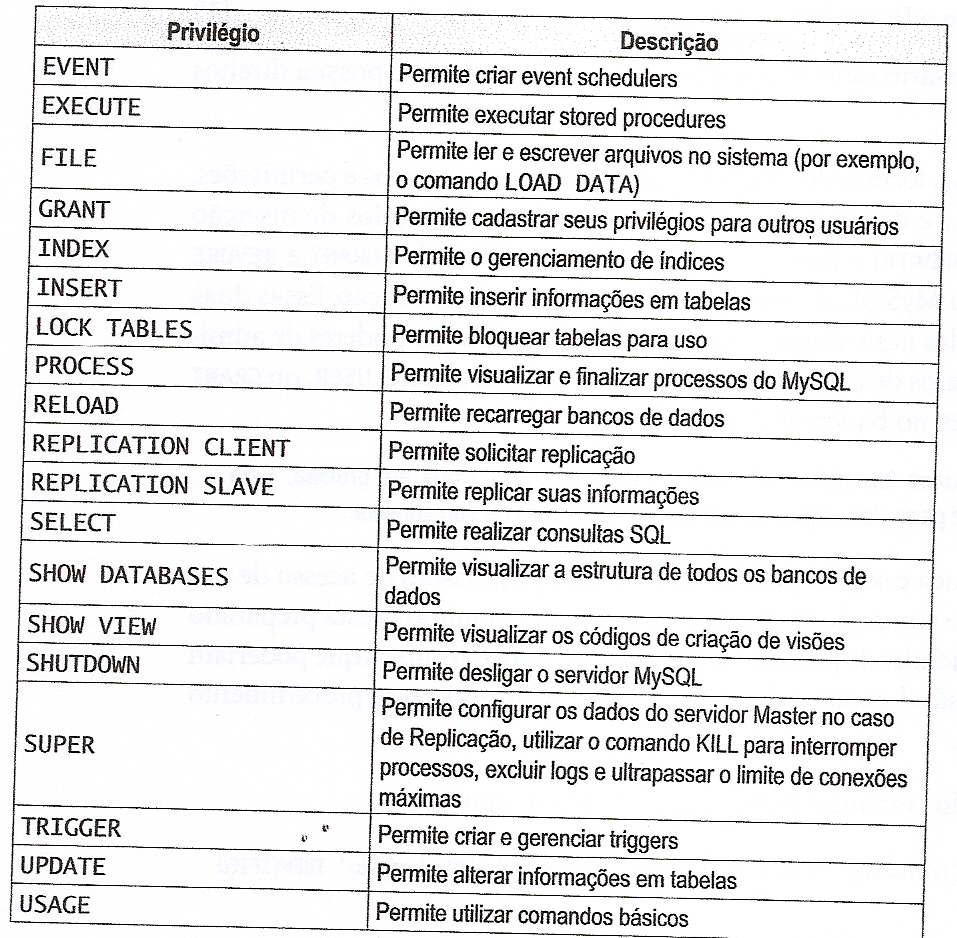 Privilégio Descrição
EVENT Permite criar event schedulers
EXECUTE Permite executar stored procedures
FILE Permite ler e escrever arquivos no sistema (por exemplo,
o comando LOAD DATA)
GRANT Permite cadastrar seus privilégios para outros usuários
INDEX Permite o gerenciamento de índices
INSERT Permite inserir informações em tabelas
LOCK TABLES Permite bloquear tabelas para uso
PROCESS Permite visualizar e finalizar processos do MySQL
RELOAD Permite recarregar bancos de dados
REPLICATION CLIENT Permite solicitar replicação
REPLICATION SLAVE Permite replicar suas informações
SELECT Permite realizar consultas SQL
SHOW DATABASES Permite visualizar a estrutura de todos os bancos de
dados
SHOW VIEW Permite visualizar os códigos de criação de visões
SHUTDOWN Permite desligar o servidor MySQL
SUPER Permite configurar os dados do servidor Master no caso
de Replicação, utilizar o comando KILL para interromper
processos, excluir logs e ultrapassar o limite de conexões
máximas
TRIGGER Permite criar e gerenciar triggers
UPDATE Permite alterar informações em tabelas
USAGE Permite utilizar comandos básicos